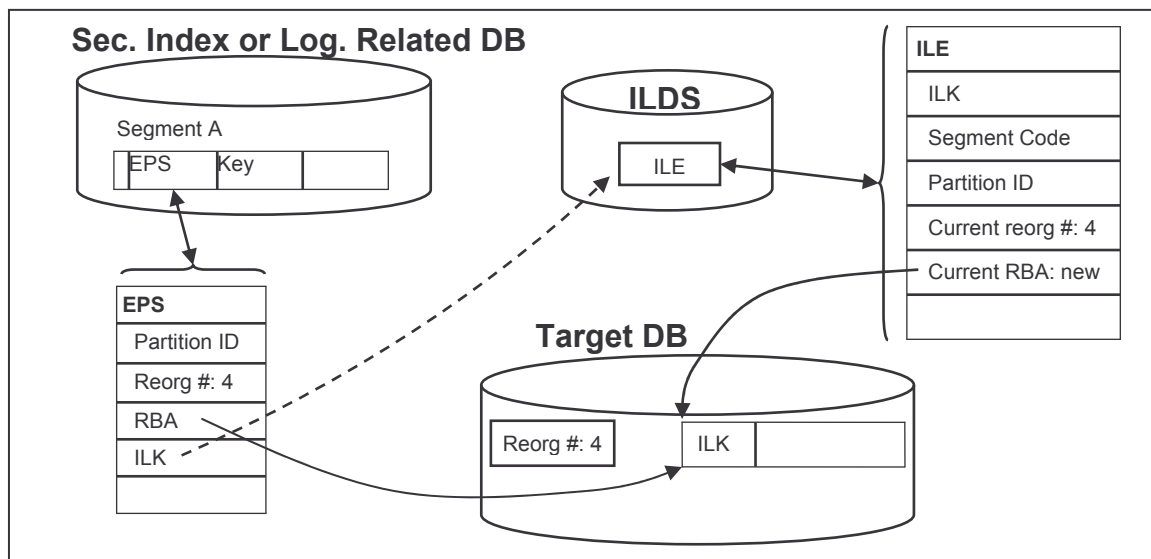 Sec. Index or Log. Related DB
Segment A
EPS Key
ILDS
ILE
ILE
ILK
Segment Code
Partition ID
Current reorg #: 4
Current RBA: new
EPS
Partition ID
Reorg #: 4
RBA
ILK
Target DB
Reorg #: 4
ILK